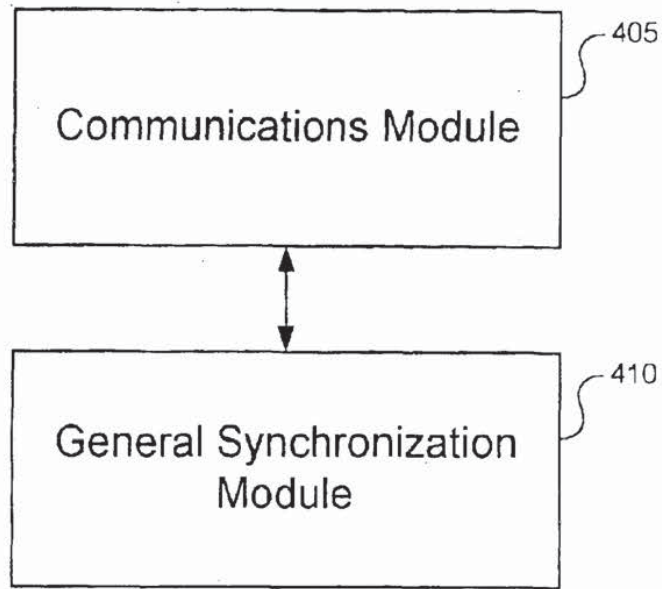 405
Communications Module
410
General Synchronization
Module